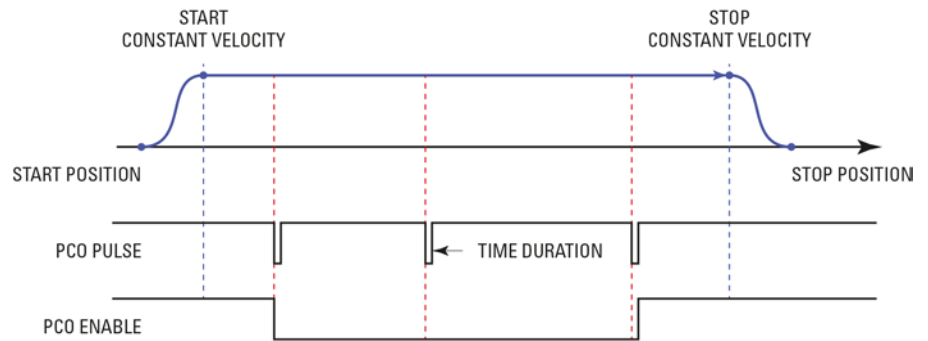 START
CONSTANT VELOCITY
STOP
CONSTANT VELOCITY
START POSITION
STOP POSITION
PCO PULSE
TIME DURATION
PCO ENABLE